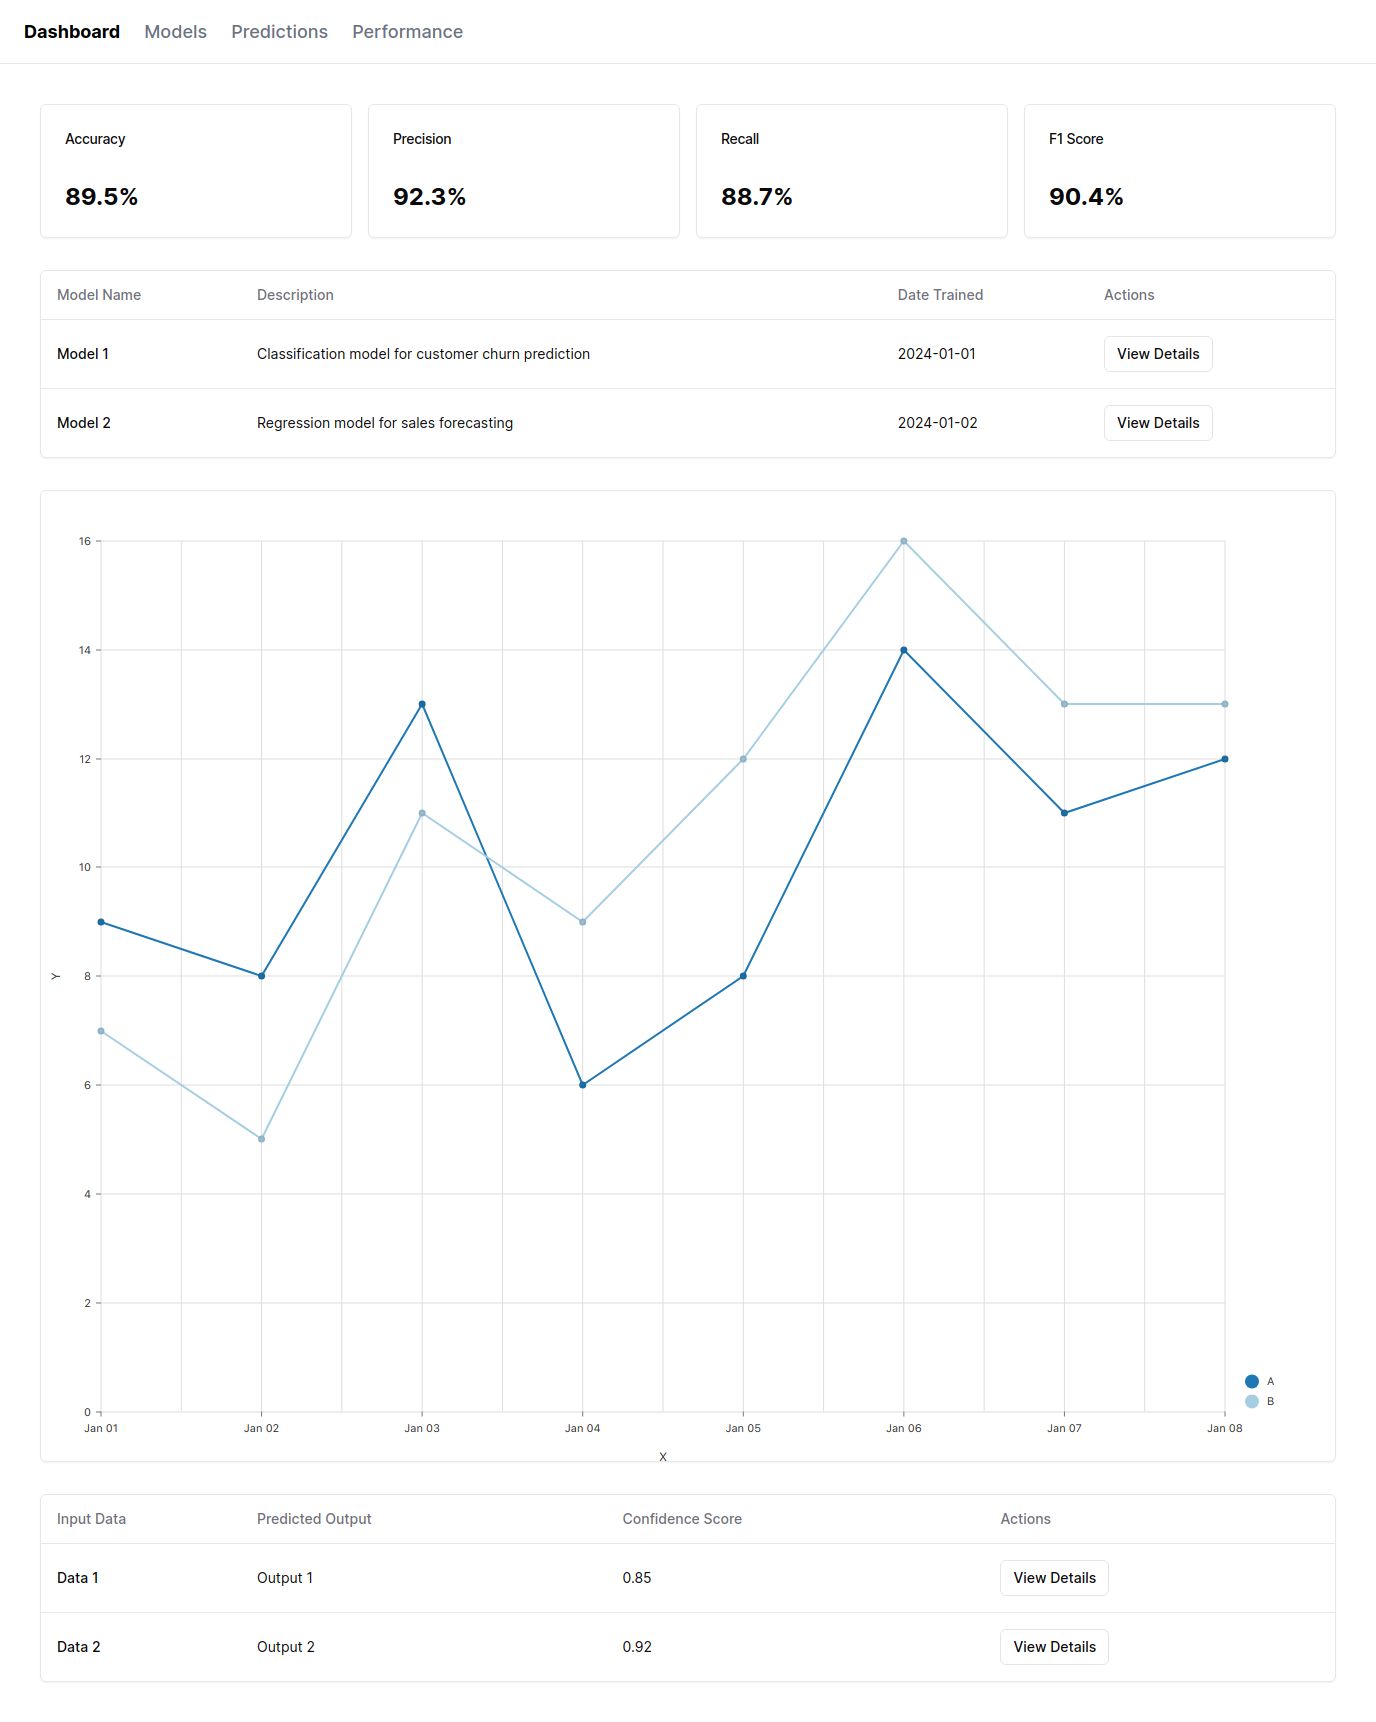 Dashboard Models Predictions Performance
Accuracy Precision Recall F1 Score
89.5% 92.3% 88.7% 90.4%
Model Name Description Date Trained Actions
Model 1 Classification model for customer churn prediction 2024-01-01 View Details
Model 2 Regression model for sales forecasting 2024-01-02 View Details
16
14
12
10
Y 8
6
4
2
A
B
0
Jan 01 Jan 02 Jan 03 Jan 04 Jan 05 Jan 06 Jan 07 Jan 08
X
Input Data Predicted Output Confidence Score Actions
Data 1 Output 1 0.85 View Details
Data 2 Output 2 0.92 View Details